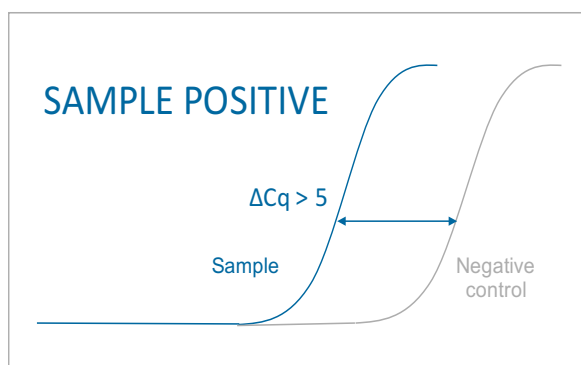 SAMPLE POSITIVE
ΔCq > 5
Sample
Negative
control